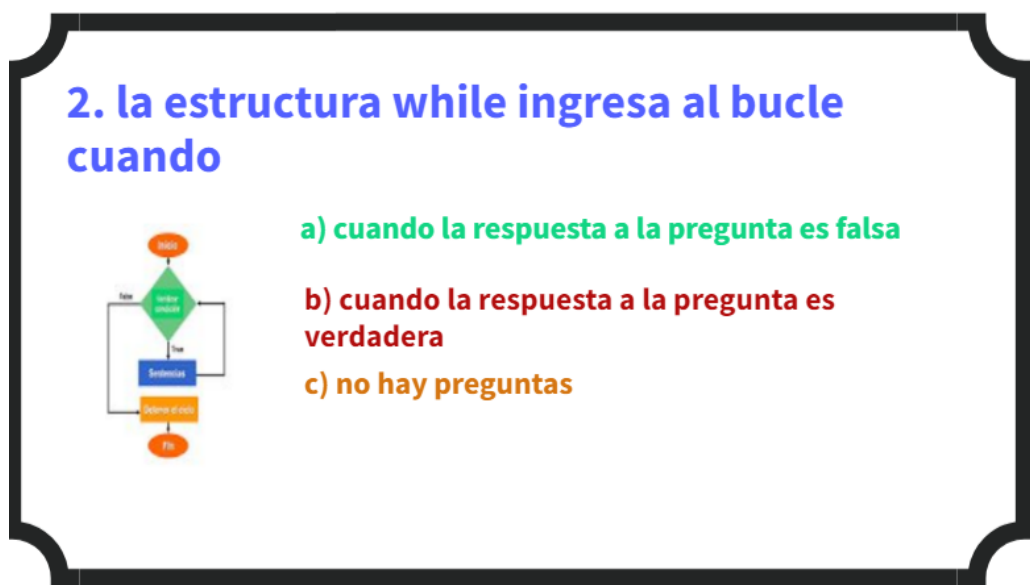 2. la estructura while ingresa al bucle
cuando
a) cuando la respuesta a la pregunta es falsa
b) cuando la respuesta a la pregunta es
verdadera
c) no hay preguntas
Inicio
False
True
Sentencias
Fin